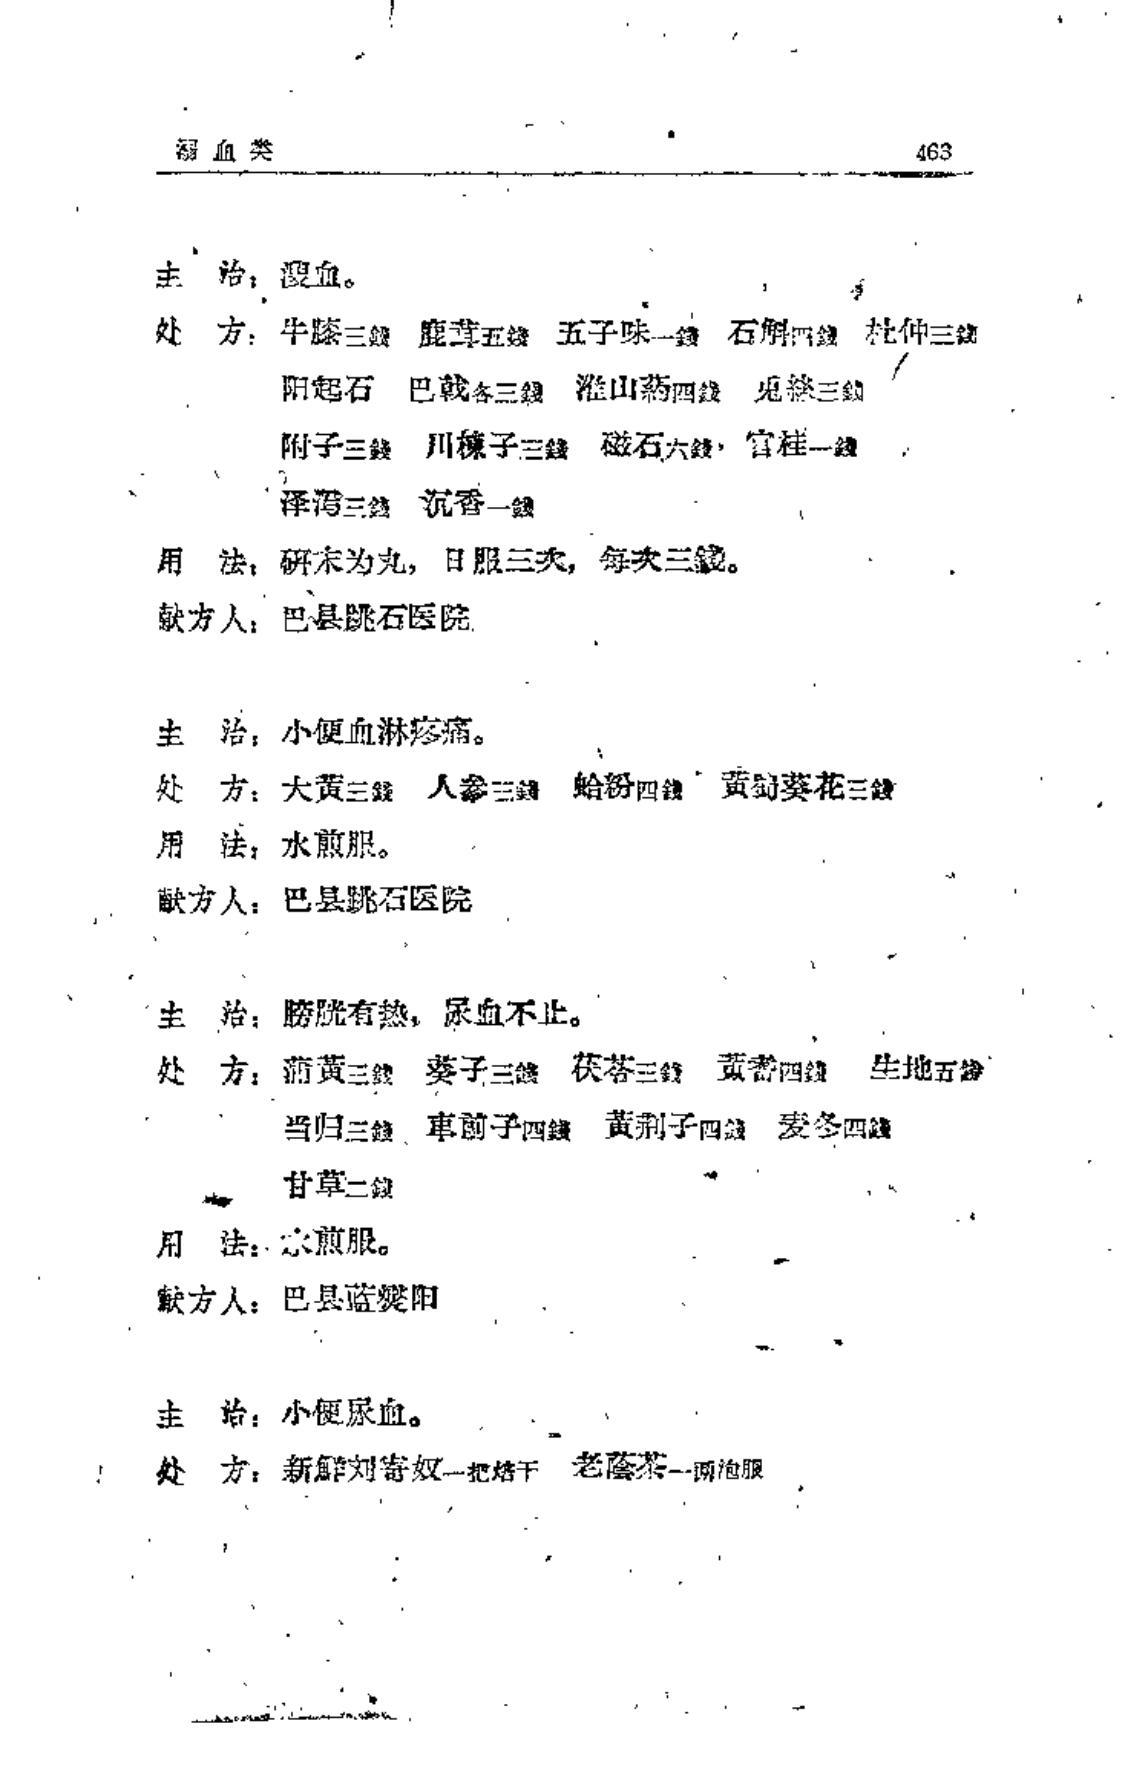 溺血类 463
主 治：溲血。
处 方：牛膝三錢 鹿茸五錢 五子味一錢 石斛四錢 杜仲三錢
阳起石 巴戟各三錢 淮山葯四錢 兎絲三錢
附子三錢 川楝子三錢 磁石六錢 官桂一錢
泽泻三錢 沉香一錢
用 法：研末为丸，日服三次，每次三錢。
献方人：巴县跳石医院
主 治：小便血淋疼痛。
处 方：大黃三錢 人参三錢 蛤粉四錢 黃蜀葵花三錢
用 法：水煎服。
献方人：巴县跳石医院
主 治：膀胱有热，尿血不止。
处 方：蒲黃三錢 葵子三錢 茯苓三錢 黃耆四錢 生地五錢
当归三錢 車前子四錢 黃荆子四錢 麦冬四錢
甘草二錢
用 法：水煎服。
献方人：巴县蓝燮阳
主 治：小便尿血。
处 方：新鮮刘寄奴一把焙干 老蔭茶一兩泡服